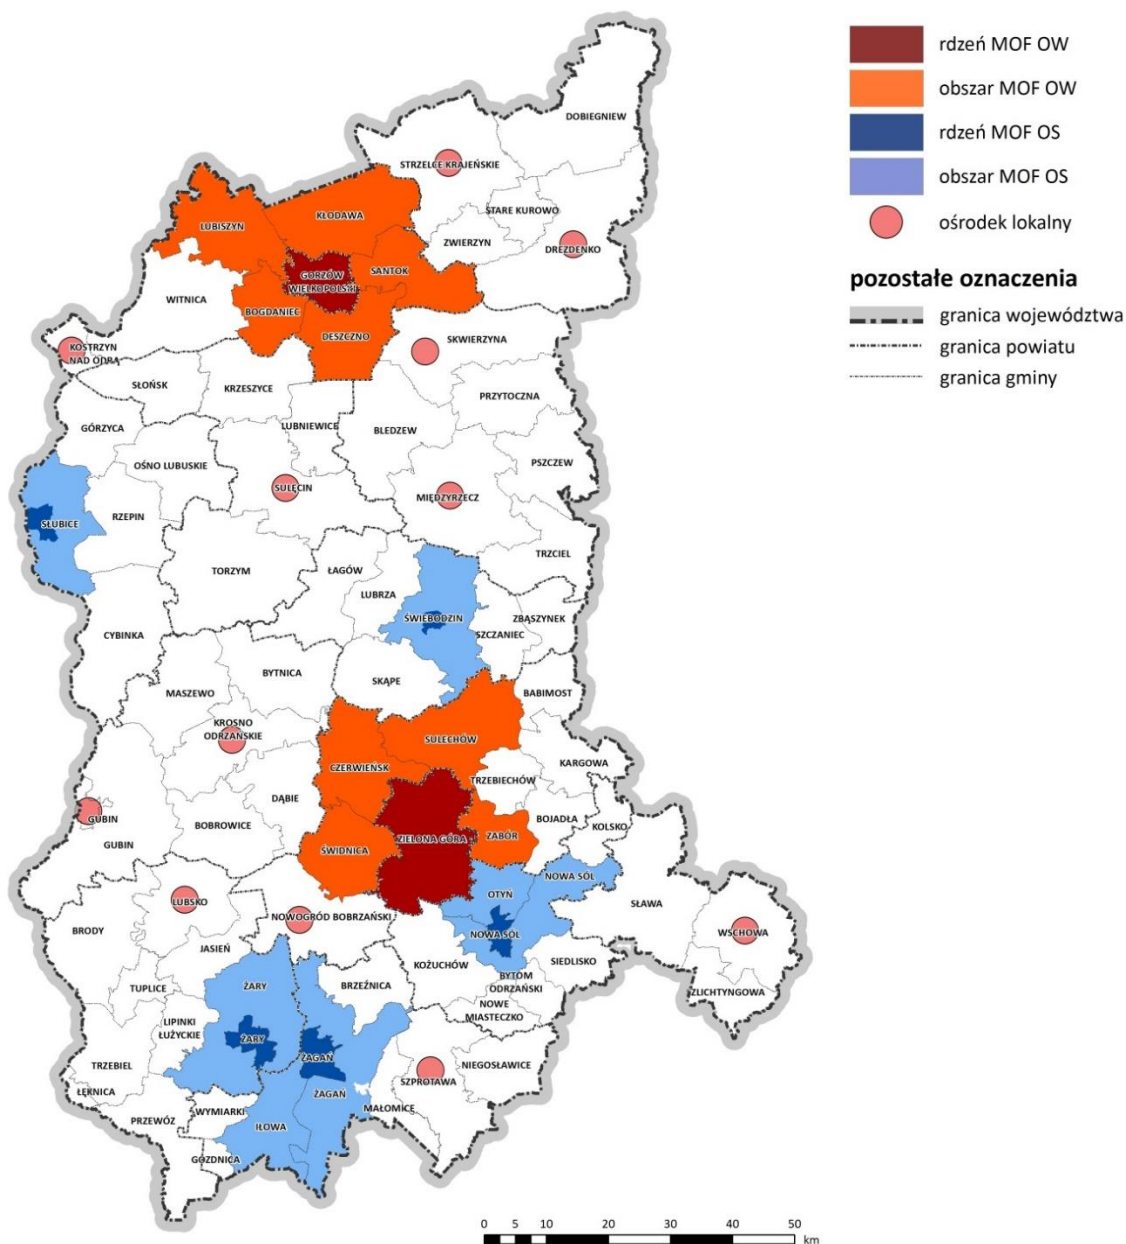 rdzeń MOF OW
obszar MOF OW
rdzeń MOF OS
obszar MOF OS
ośrodek lokalny
pozostałe oznaczenia
granica województwa
granica powiatu
granica gminy
DOBIEGNIEW
STRZELCE KRAJEŃSKIE
STARE KUROWO
ZWIERZYN
DREZDENKO
KŁODAWA
LUBISZYN
SANTOK
GORZÓW
WIELKOPOLSKI
WITNICA
BOGDANIEC
DESZCZNO
SKWIERZYNA
KOSTRZYN
NAD ODRĄ
SŁOŃSK
KRZESZYCE
PRZYTOCZNA
GÓRZYCA
LUBNIEWICE
BLEDZEW
OŚNO LUBUSKIE
PSZCZEW
SULĘCIN
MIĘDZYRZECZ
SŁUBICE
RZEPIN
TRZCIEL
TORZYM
ŁAGÓW
LUBRZA
ŚWIEBODZIN
ZBĄSZYNEK
CYBINKA
SZCZANIEC
BYTNICA
SKĄPE
MASZEWO
BABIMOST
KROSNO
ODRZAŃSKIE
SULECHÓW
CZERWIEŃSK
KARGOWA
TRZEBIECHÓW
DĄBIE
GUBIN
BOBROWICE
BOJADŁA
KOLSKO
ZIELONA GÓRA
ZABÓR
GUBIN
ŚWIDNICA
NOWA SÓL
OTYŃ
LUBSKO
SŁAWA
NOWOGRÓD BOBRZAŃSKI
BRODY
NOWA SÓL
WSCHOWA
JASIEŃ
KOŻUCHÓW
SIEDLISKO
BYTOM
ODRZAŃSKI
ŻARY
BRZEŹNICA
TUPLICE
SZLICHTYNGOWA
NOWE
MIASTECZKO
LIPINKI
ŁUŻYCKIE
ŻARY
ŻAGAŃ
TRZEBIEL
NIEGOSŁAWICE
SZPROTAWA
ŁĘKNICA
ŻAGAŃ
WYMIARKI
MAŁOMICE
PRZEWÓZ
IŁOWA
GOZDNICA
0 5 10 20 30 40 50
km